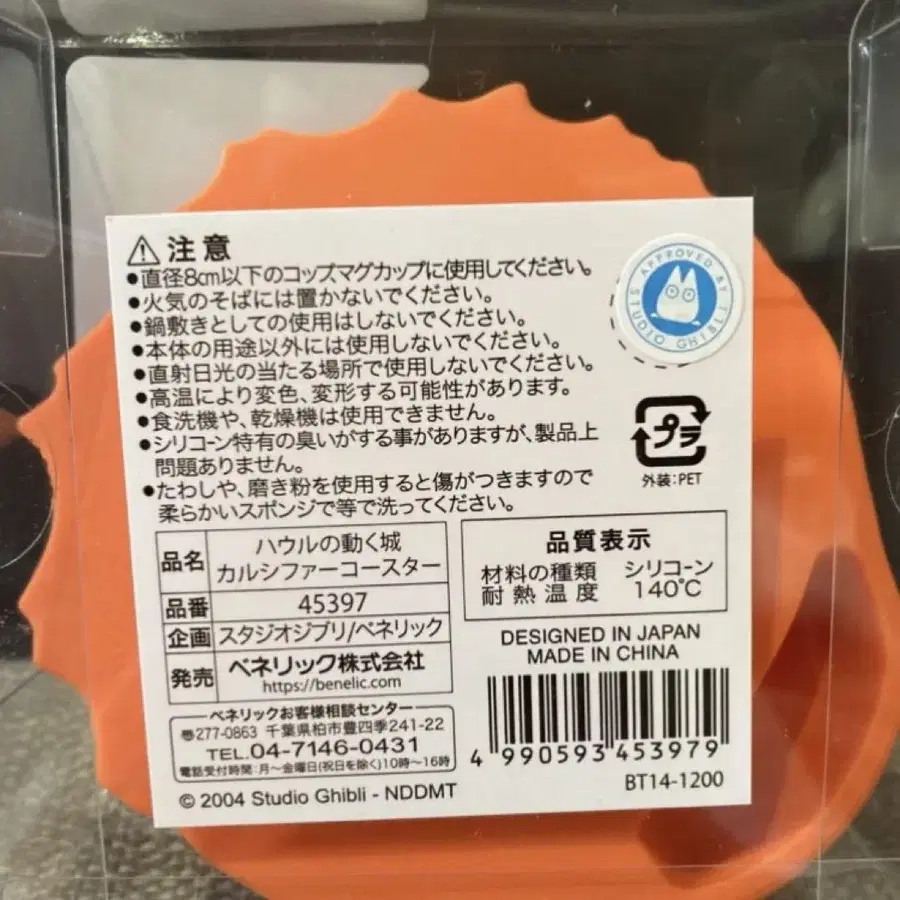 ⚠注意
●直径8cm以下のコップ、マグカップに使用してください。
●火気のそばには置かないでください。
●鍋敷きとしての使用はしないでください。
●本体の用途以外には使用しないでください。
●直射日光の当たる場所で使用しないでください。
●高温により変色、変形する可能性があります。
●食洗機や、乾燥機は使用できません。
●シリコーン特有の臭いがする事がありますが、製品上
問題ありません。
●たわしや、磨き粉を使用すると傷がつきますので
柔らかいスポンジで等で洗ってください。
APPROVED BY STUDIO GHIBLI
プラ
外装:PET
品名 ハウルの動く城
カルシファーコースター
品番 45397
企画 スタジオジブリ/ベネリック
発売 ベネリック株式会社
https://benelic.com
品質表示
材料の種類 シリコーン
耐熱温度 140℃
DESIGNED IN JAPAN
MADE IN CHINA
ベネリックお客様相談センター
〠277-0863 千葉県柏市豊四季241-22
TEL.04-7146-0431
電話受付時間:月~金曜日(祝日を除く)10時~16時
4 990593 453979
BT14-1200
© 2004 Studio Ghibli - NDDMT